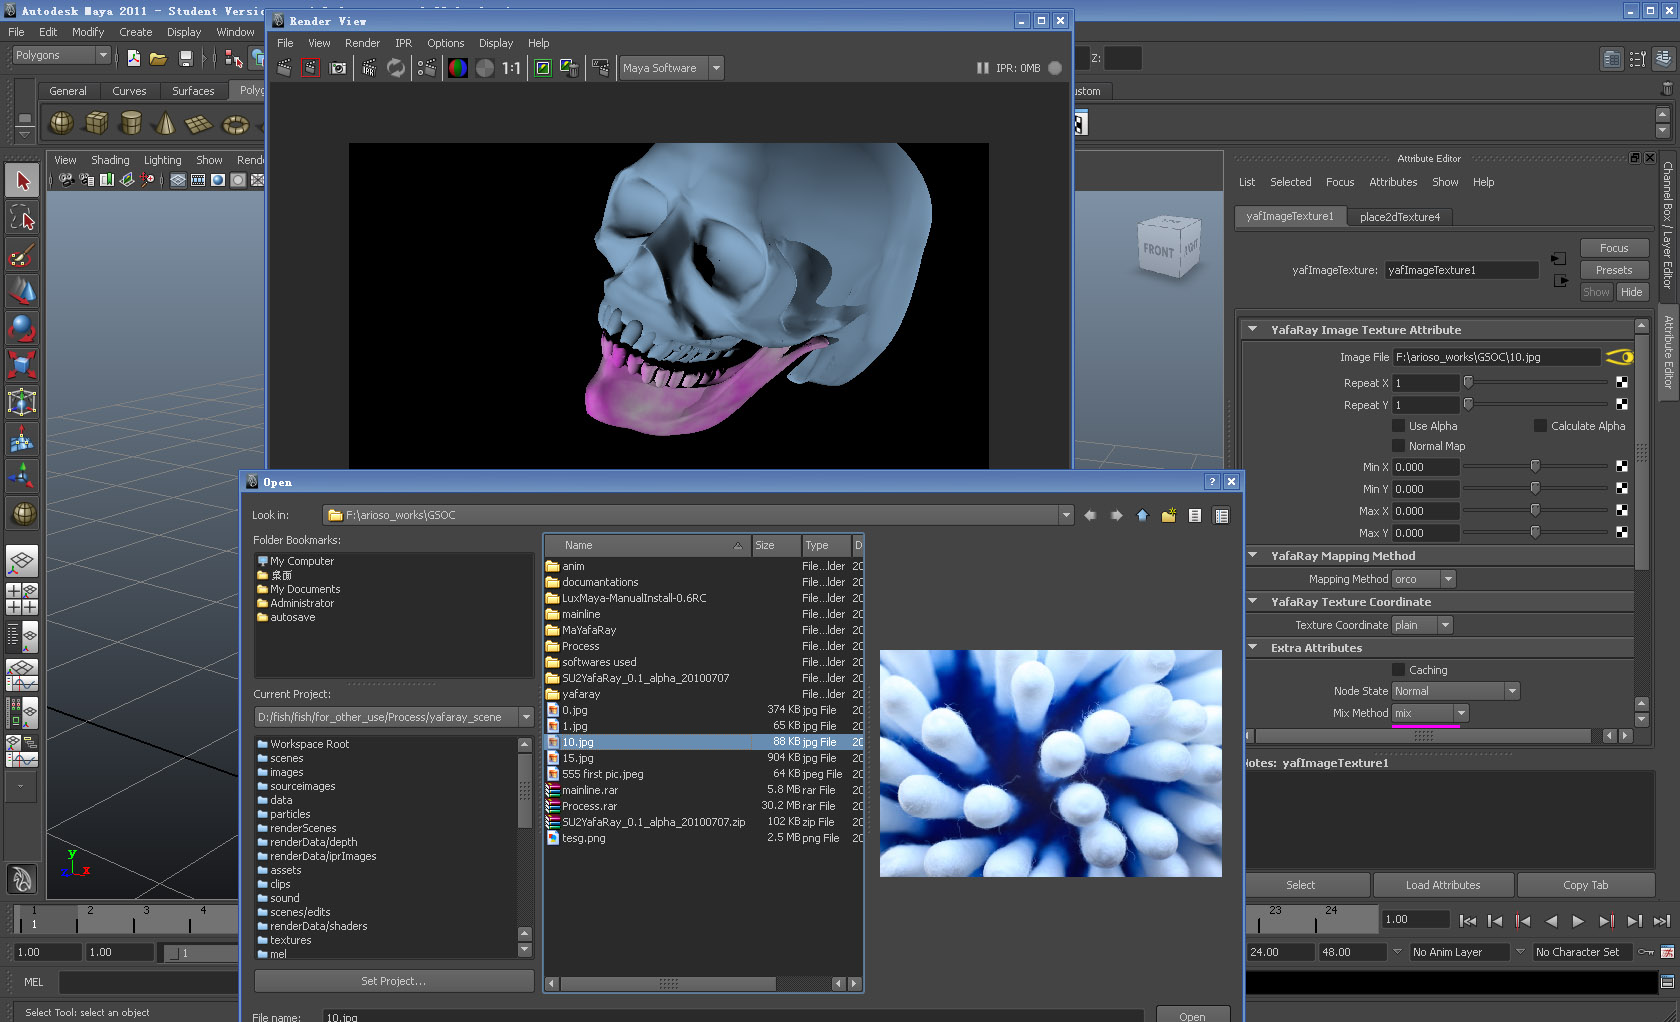 Autodesk Maya 2011 - Student Versi
File Edit Modify Create Display Window
Polygons
Z:
General Curves Surfaces Polyg
ustom
View Shading Lighting Show Rende
Render View
File View Render IPR Options Display Help
IPR
1:1
Maya Software
IPR: 0MB
FRONT
Attribute Editor
List Selected Focus Attributes Show Help
yafImageTexture1 place2dTexture4
Focus
yafImageTexture: yafImageTexture1
Presets
Show Hide
Channel Box / Layer Editor
Attribute Editor
YafaRay Image Texture Attribute
Image File F:\arioso_works\GSOC\10.jpg
Repeat X 1
Repeat Y 1
Use Alpha Calculate Alpha
Normal Map
Min X 0.000
Min Y 0.000
Max X 0.000
Max Y 0.000
YafaRay Mapping Method
Mapping Method orco
YafaRay Texture Coordinate
Texture Coordinate plain
Extra Attributes
Caching
Node State Normal
Mix Method mix
lotes: yafImageTexture1
Select Load Attributes Copy Tab
Open
Look in: F:\arioso_works\GSOC
Folder Bookmarks:
My Computer
桌面
My Documents
Administrator
autosave
Current Project:
D:/fish/fish/for_other_use/Process/yafaray_scene
Workspace Root
scenes
images
sourceimages
data
particles
renderScenes
renderData/depth
renderData/iprImages
assets
clips
sound
scenes/edits
renderData/shaders
textures
mel
Set Project...
Name Size Type D
anim File...lder 20
documantations File...lder 20
LuxMaya-ManualInstall-0.6RC File...lder 20
mainline File...lder 20
MaYafaRay File...lder 20
Process File...lder 20
softwares used File...lder 20
SU2YafaRay_0.1_alpha_20100707 File...lder 20
yafaray File...lder 20
0.jpg 374 KB jpg File 20
1.jpg 65 KB jpg File 20
10.jpg 88 KB jpg File 20
15.jpg 904 KB jpg File 20
555 first pic.jpeg 64 KB jpeg File 20
mainline.rar 5.8 MB rar File 20
Process.rar 30.2 MB rar File 20
SU2YafaRay_0.1_alpha_20100707.zip 102 KB zip File 20
tesg.png 2.5 MB png File 20
File name: 10.jpg
Open
y
x
1 2 3 4
1
23 24
1.00
1.00 1.00 1
24.00 48.00 No Anim Layer No Character Set
MEL
Select Tool: select an object